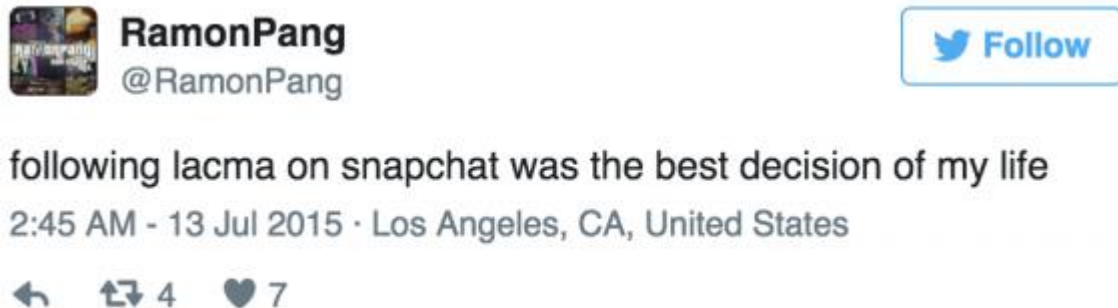 RamonPang
@RamonPang
Follow
following lacma on snapchat was the best decision of my life
2:45 AM - 13 Jul 2015 · Los Angeles, CA, United States
4 7